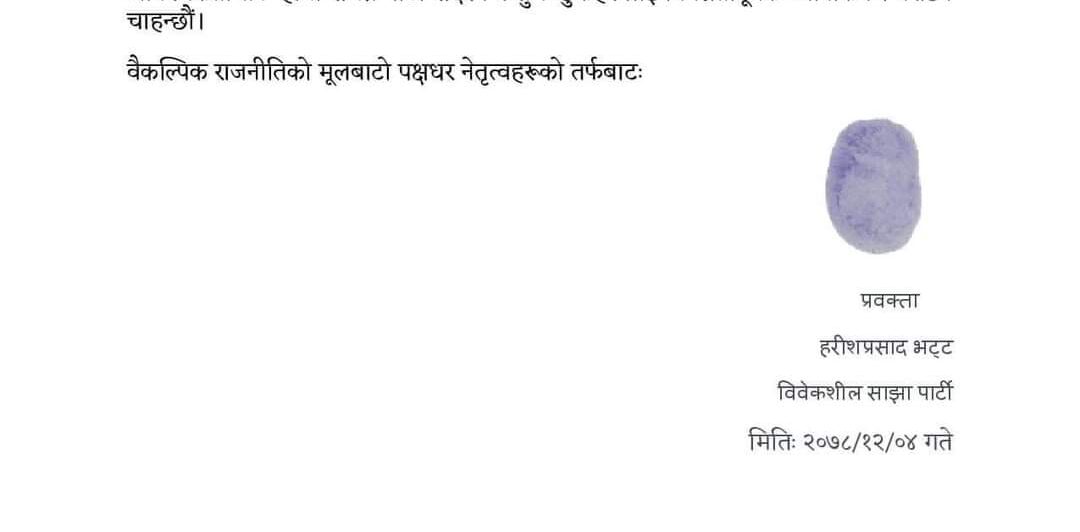 चाहन्छौं।
वैकल्पिक राजनीतिको मूलबाटो पक्षधर नेतृत्वहरूको तर्फबाटः
प्रवक्ता
हरीशप्रसाद भट्ट
विवेकशील साझा पार्टी
मितिः २०७८/१२/०४ गते